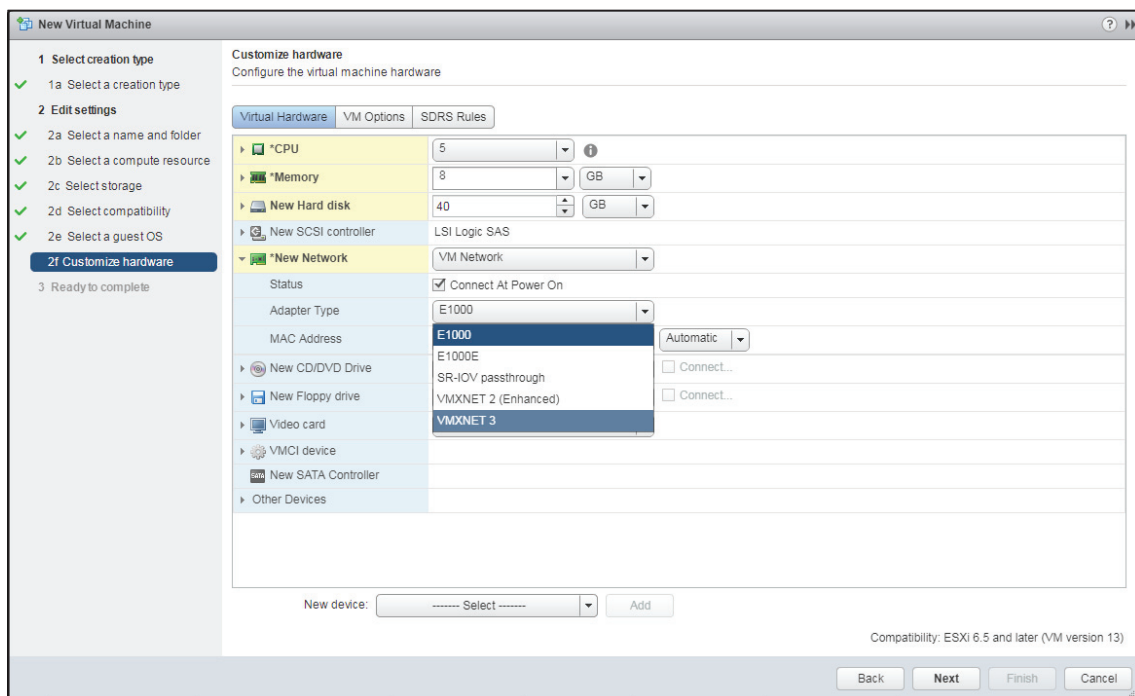 New Virtual Machine
?
1 Select creation type
1a Select a creation type
2 Edit settings
2a Select a name and folder
2b Select a compute resource
2c Select storage
2d Select compatibility
2e Select a guest OS
2f Customize hardware
3 Ready to complete
Customize hardware
Configure the virtual machine hardware
Virtual Hardware VM Options SDRS Rules
*CPU 5
*Memory 8 GB
New Hard disk 40 GB
New SCSI controller LSI Logic SAS
*New Network VM Network
Status Connect At Power On
Adapter Type E1000
E1000
MAC Address Automatic
E1000E
New CD/DVD Drive Connect...
SR-IOV passthrough
New Floppy drive VMXNET 2 (Enhanced) Connect...
Video card VMXNET 3
VMCI device
SATA New SATA Controller
Other Devices
New device: ------- Select ------- Add
Compatibility: ESXi 6.5 and later (VM version 13)
Back Next Finish Cancel